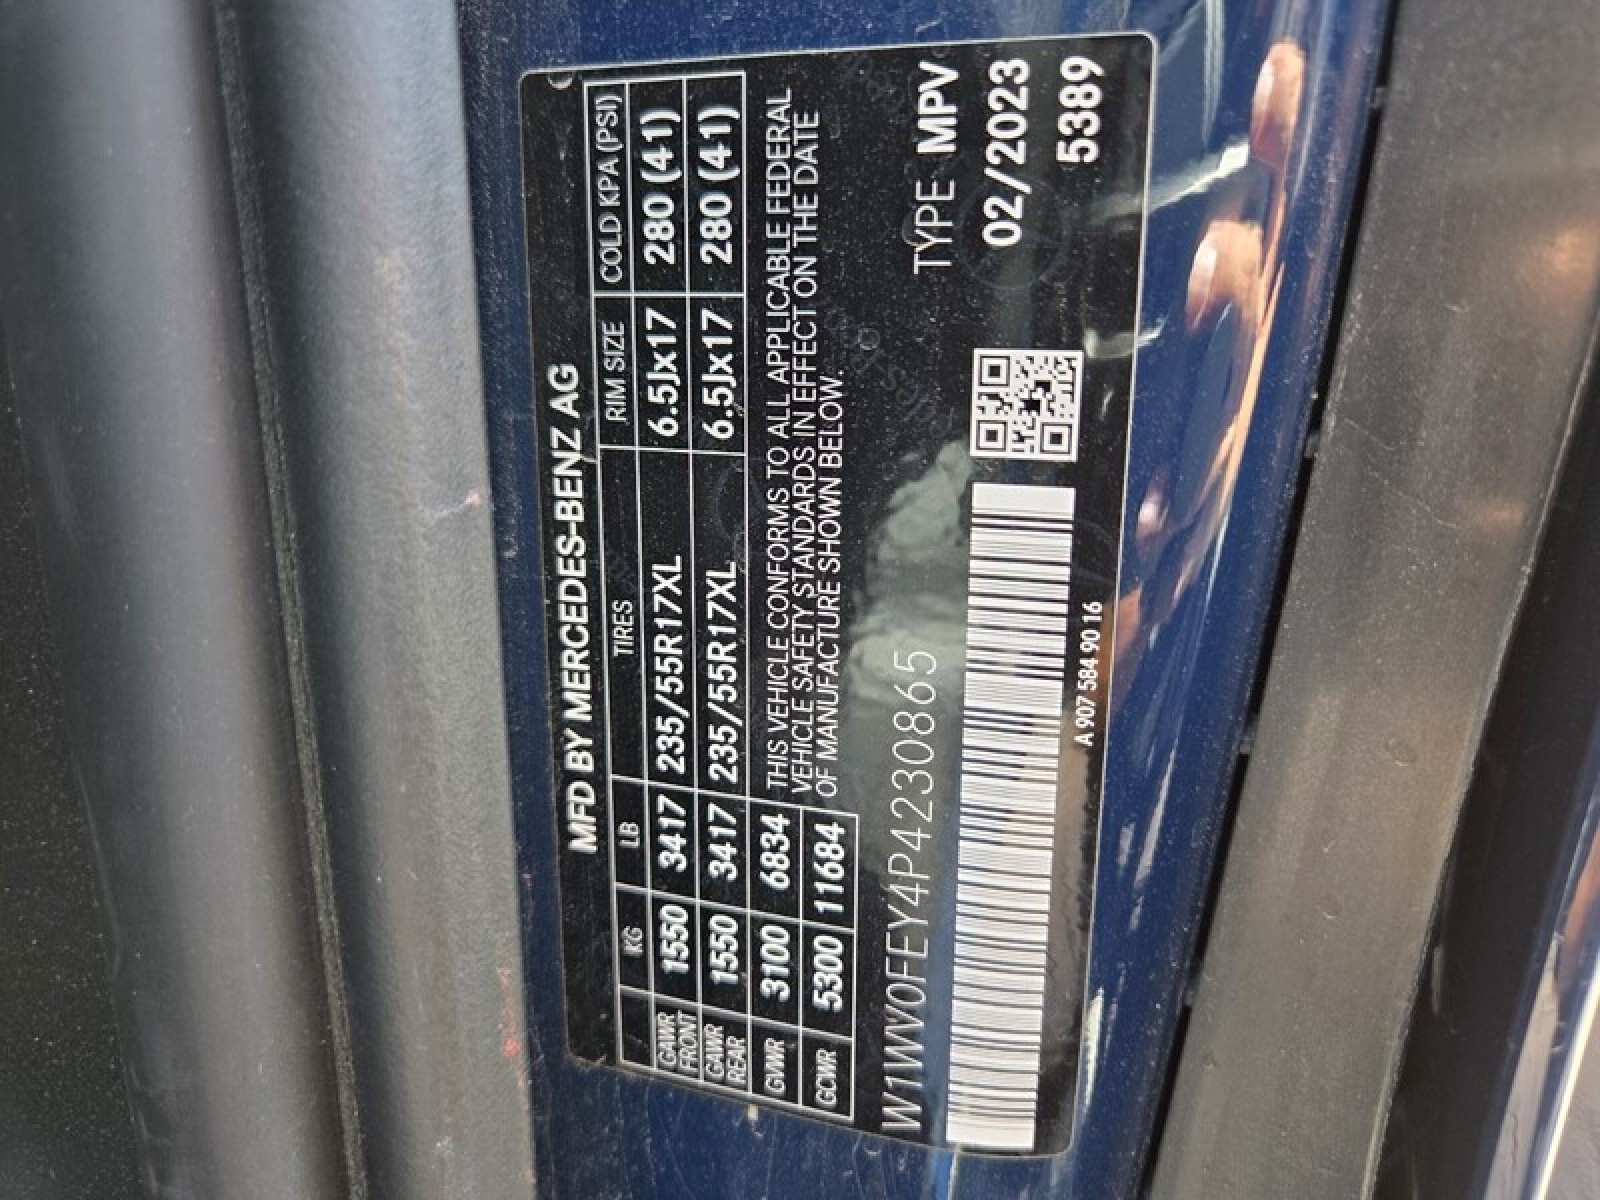 MFD BY MERCEDES-BENZ AG
KG LB TIRES RIM SIZE COLD KPA (PSI)
GAWR FRONT 1550 3417 235/55R17XL 6.5Jx17 280 (41)
GAWR REAR 1550 3417 235/55R17XL 6.5Jx17 280 (41)
GVWR 3100 6834
GCWR 5300 11684
THIS VEHICLE CONFORMS TO ALL APPLICABLE FEDERAL
VEHICLE SAFETY STANDARDS IN EFFECT ON THE DATE
OF MANUFACTURE SHOWN BELOW.
W1WV0FEY4P4230865
TYPE MPV
02/2023
5389
A 907 584 90 16